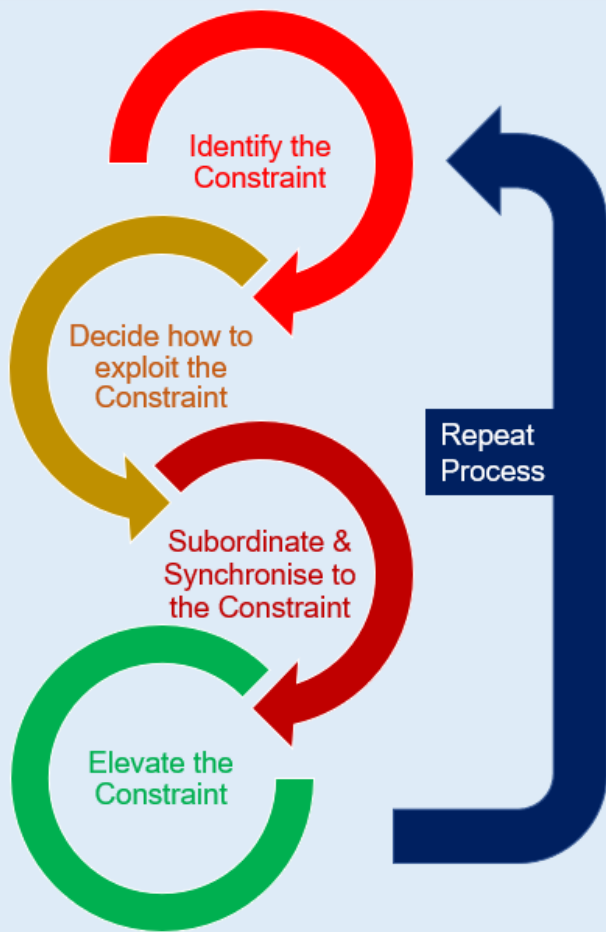 Identify the
Constraint
Decide how to
exploit the
Constraint
Subordinate &
Synchronise to
the Constraint
Elevate the
Constraint
Repeat
Process